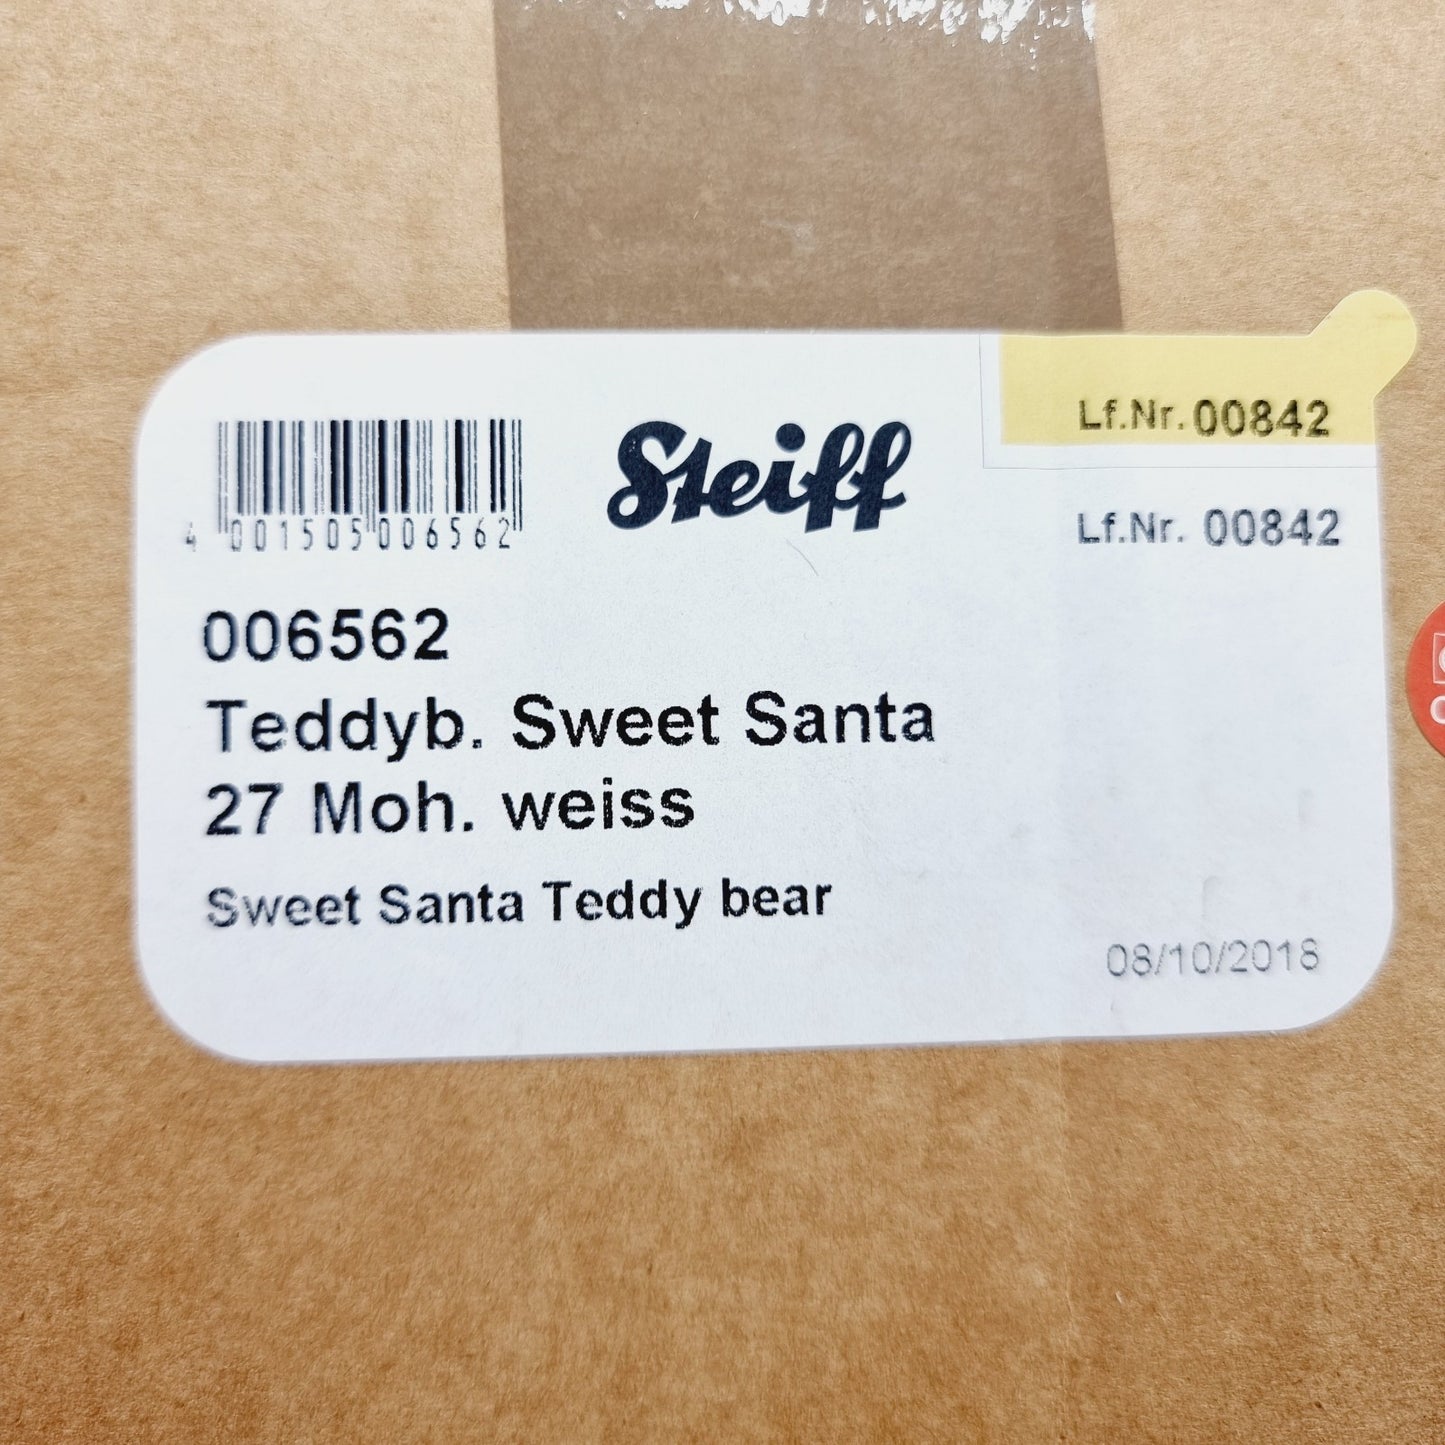 Steiff
Lf.Nr. 00842
Lf.Nr. 00842
4 001505 006562
006562
Teddyb. Sweet Santa
27 Moh. weiss
Sweet Santa Teddy bear
08/10/2018